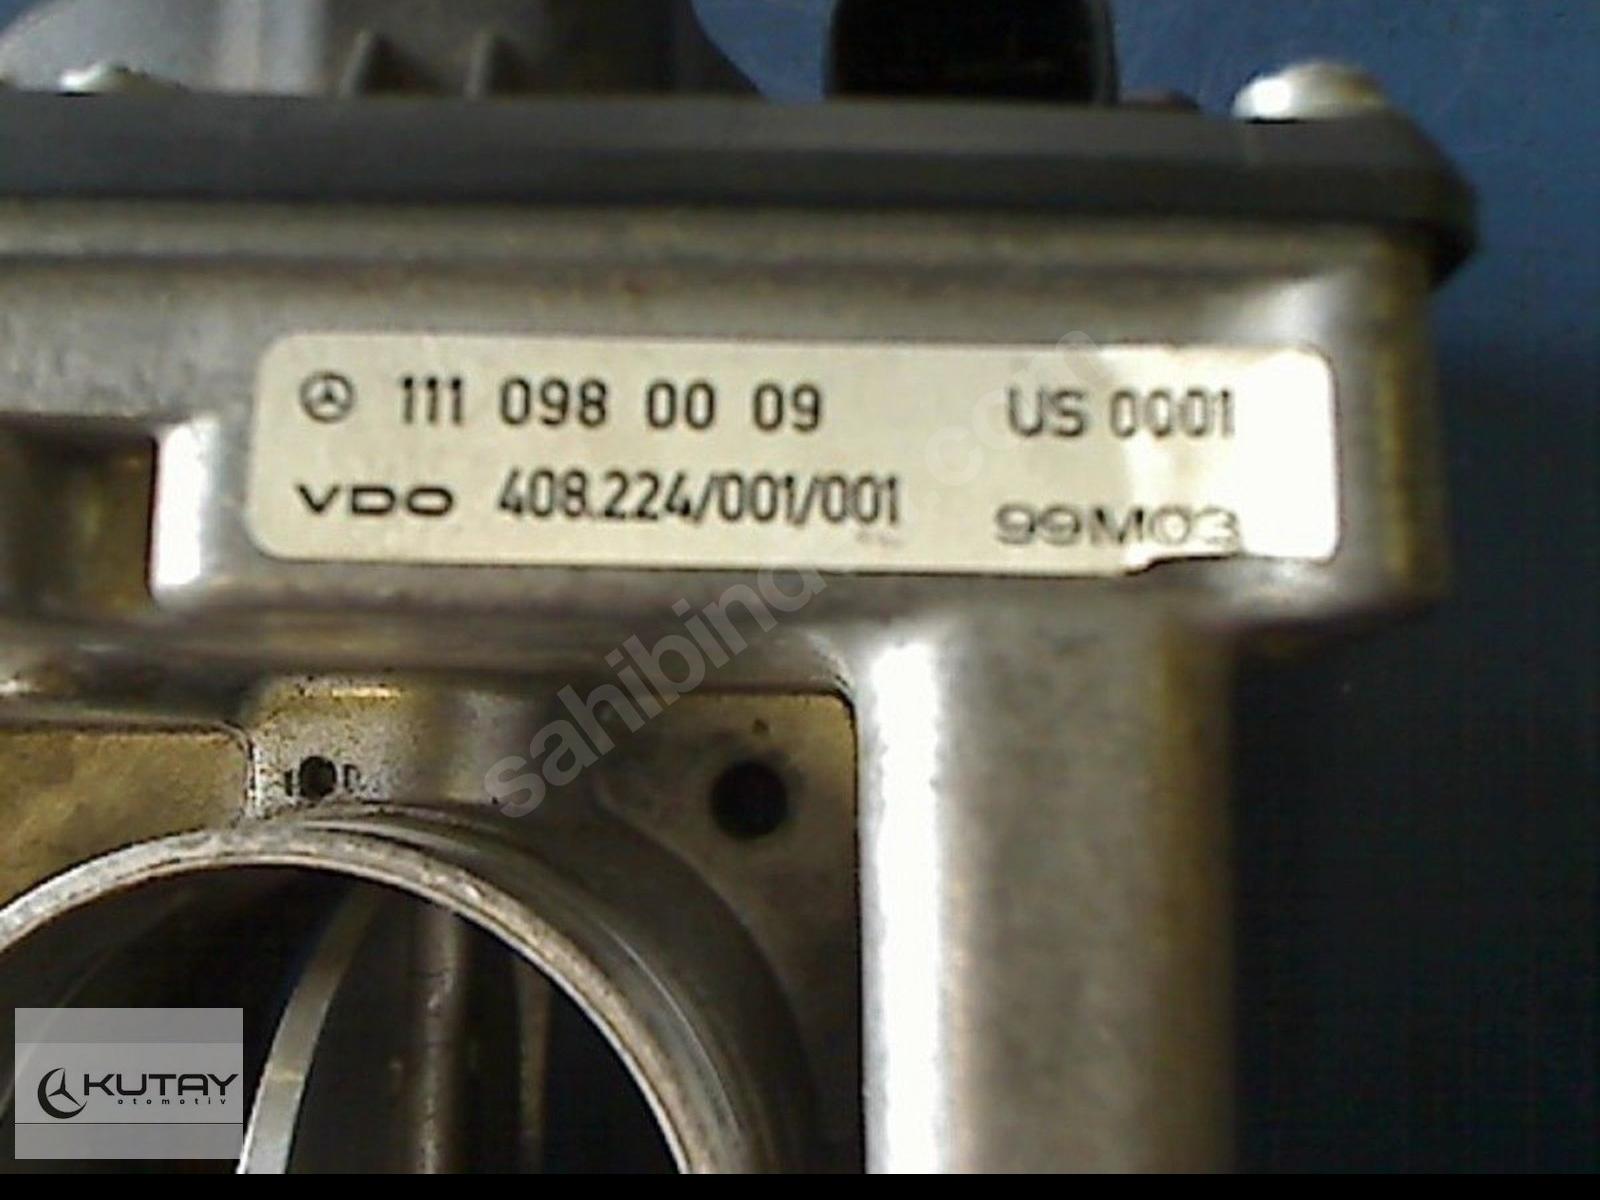 111 098 00 09 US 0001
VDO 408.224/001/001 99M03
sahibinden.com
KUTAY
otomotiv